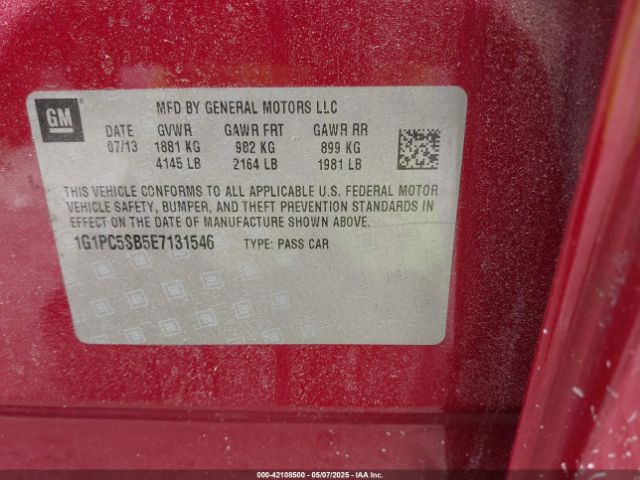 GM
MFD BY GENERAL MOTORS LLC
DATE GVWR GAWR FRT GAWR RR
07/13 1881 KG 982 KG 899 KG
4145 LB 2164 LB 1981 LB
THIS VEHICLE CONFORMS TO ALL APPLICABLE U.S. FEDERAL MOTOR
VEHICLE SAFETY, BUMPER, AND THEFT PREVENTION STANDARDS IN
EFFECT ON THE DATE OF MANUFACTURE SHOWN ABOVE.
1G1PC5SB5E7131546 TYPE: PASS CAR
000-42108500 - 05/07/2025 - IAA Inc.